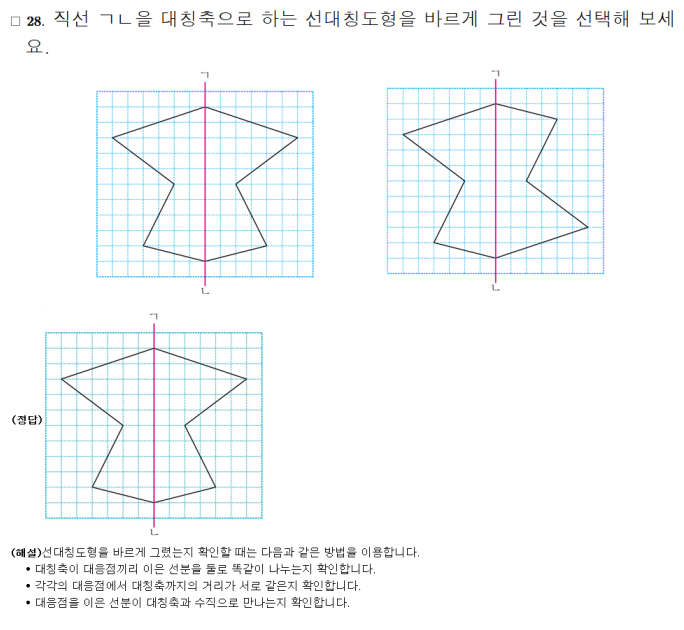 □ 28. 직선 ㄱㄴ을 대칭축으로 하는 선대칭도형을 바르게 그린 것을 선택해 보세
요.
ㄱ
ㄱ
ㄴ
ㄴ
ㄱ
(정답)
ㄴ
(해설)선대칭도형을 바르게 그렸는지 확인할 때는 다음과 같은 방법을 이용합니다.
• 대칭축이 대응점끼리 이은 선분을 둘로 똑같이 나누는지 확인합니다.
• 각각의 대응점에서 대칭축까지의 거리가 서로 같은지 확인합니다.
• 대응점을 이은 선분이 대칭축과 수직으로 만나는지 확인합니다.